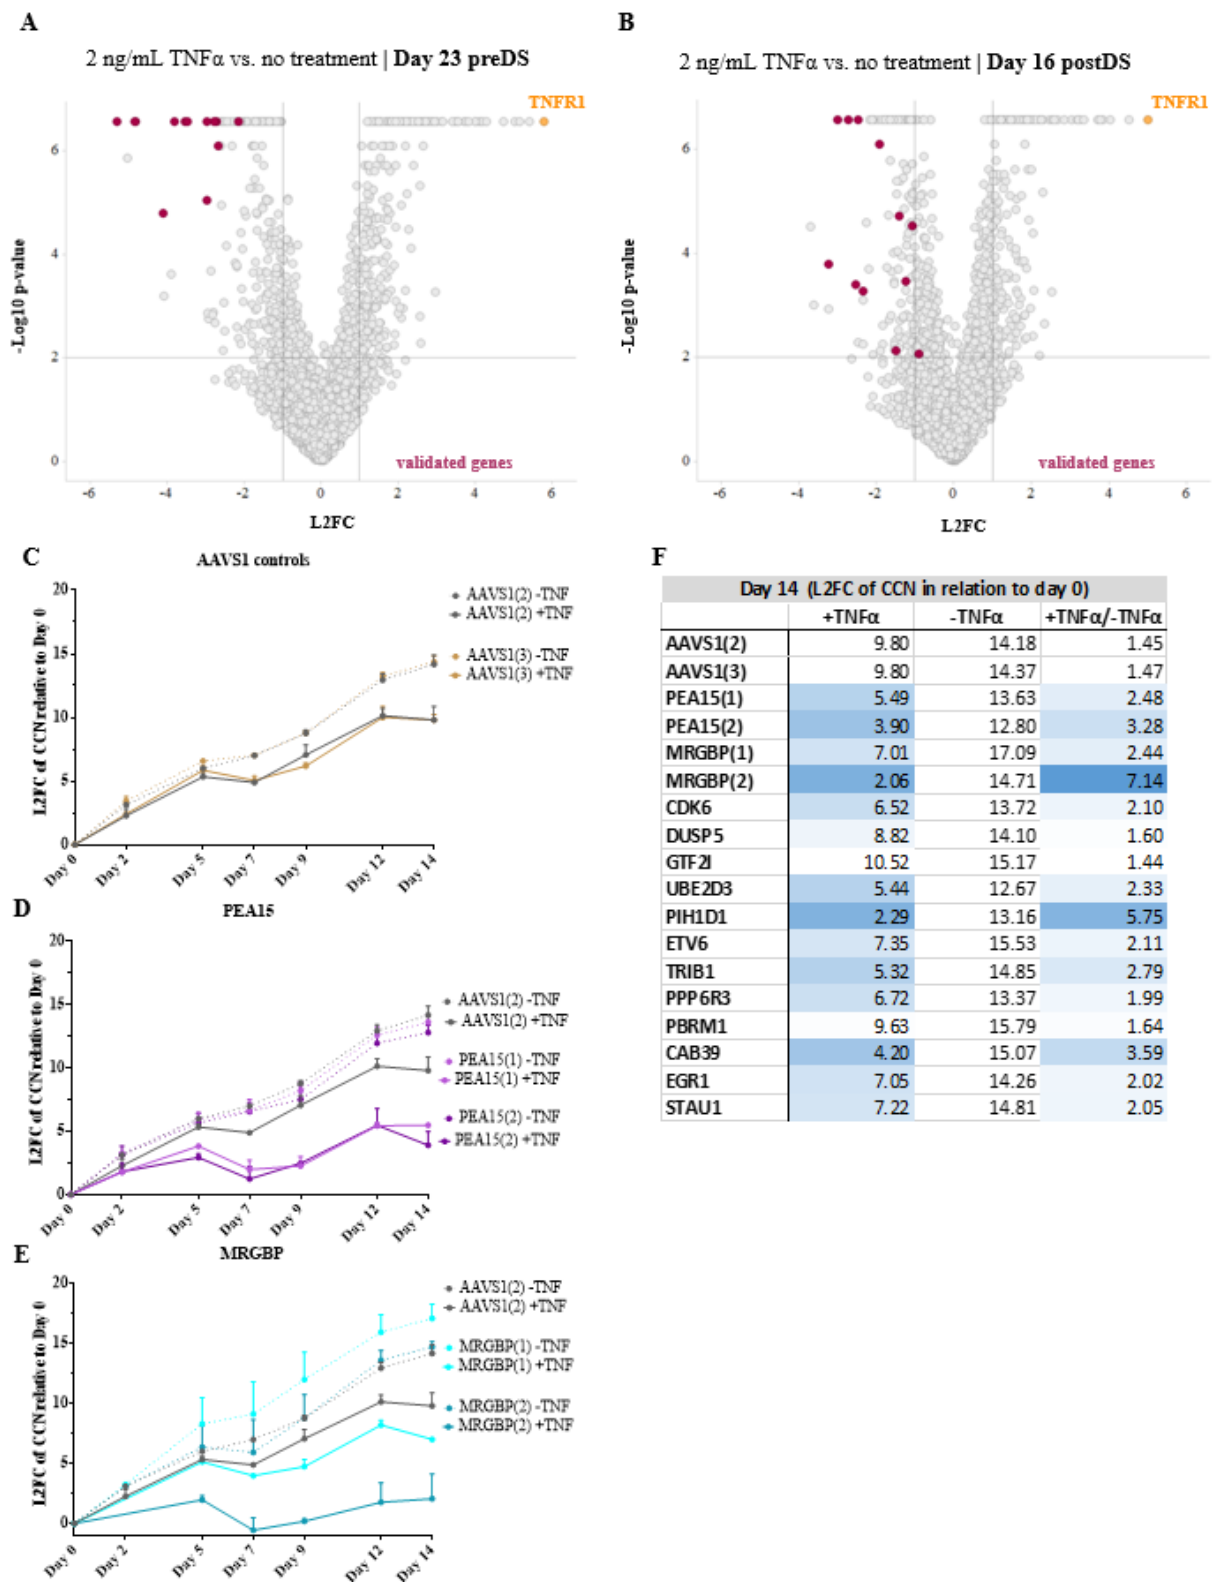 A
2 ng/mL TNFα vs. no treatment | Day 23 preDS
TNFR1
-Log10 p-value
6
4
2
0
validated genes
-6 -4 -2 0 2 4 6
L2FC
B
2 ng/mL TNFα vs. no treatment | Day 16 postDS
TNFR1
-Log10 p-value
6
4
2
0
validated genes
-6 -4 -2 0 2 4 6
L2FC
C
AAVS1 controls
L2FC of CCN relative to Day 0
20
15
10
5
0
Day 0 Day 2 Day 5 Day 7 Day 9 Day 12 Day 14
AAVS1(2) -TNF
AAVS1(2) +TNF
AAVS1(3) -TNF
AAVS1(3) +TNF
D
PEA15
L2FC of CCN relative to Day 0
20
15
10
5
0
Day 0 Day 2 Day 5 Day 7 Day 9 Day 12 Day 14
AAVS1(2) -TNF
AAVS1(2) +TNF
PEA15(1) -TNF
PEA15(1) +TNF
PEA15(2) -TNF
PEA15(2) +TNF
E
MRGBP
L2FC of CCN relative to Day 0
20
15
10
5
0
Day 0 Day 2 Day 5 Day 7 Day 9 Day 12 Day 14
AAVS1(2) -TNF
AAVS1(2) +TNF
MRGBP(1) -TNF
MRGBP(1) +TNF
MRGBP(2) -TNF
MRGBP(2) +TNF
F
Day 14 (L2FC of CCN in relation to day 0)
+TNFα -TNFα +TNFα/-TNFα
AAVS1(2) 9.80 14.18 1.45
AAVS1(3) 9.80 14.37 1.47
PEA15(1) 5.49 13.63 2.48
PEA15(2) 3.90 12.80 3.28
MRGBP(1) 7.01 17.09 2.44
MRGBP(2) 2.06 14.71 7.14
CDK6 6.52 13.72 2.10
DUSP5 8.82 14.10 1.60
GTF2I 10.52 15.17 1.44
UBE2D3 5.44 12.67 2.33
PIH1D1 2.29 13.16 5.75
ETV6 7.35 15.53 2.11
TRIB1 5.32 14.85 2.79
PPP6R3 6.72 13.37 1.99
PBRM1 9.63 15.79 1.64
CAB39 4.20 15.07 3.59
EGR1 7.05 14.26 2.02
STAU1 7.22 14.81 2.05